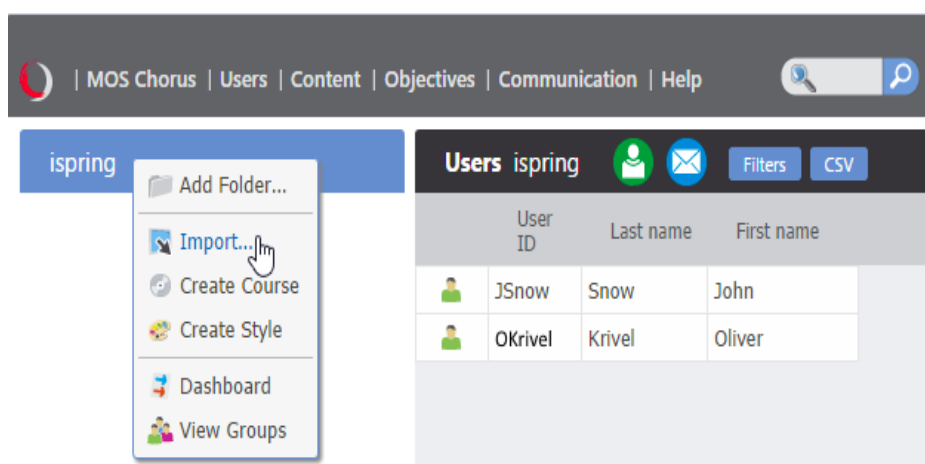 | MOS Chorus | Users | Content | Objectives | Communication | Help
ispring
Add Folder...
Import...
Create Course
Create Style
Dashboard
View Groups
Users ispring
Filters
CSV
User ID
Last name
First name
JSnow Snow John
OKrivel Krivel Oliver